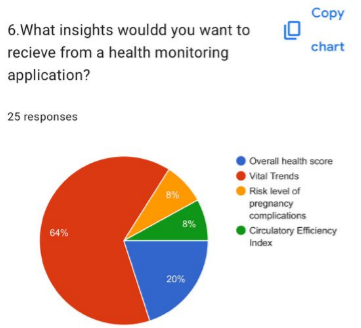 6.What insights wouldd you want to
recieve from a health monitoring
application?
Copy
chart
25 responses
64%
8%
8%
20%
Overall health score
Vital Trends
Risk level of
pregnancy
complications
Circulatory Efficiency
Index